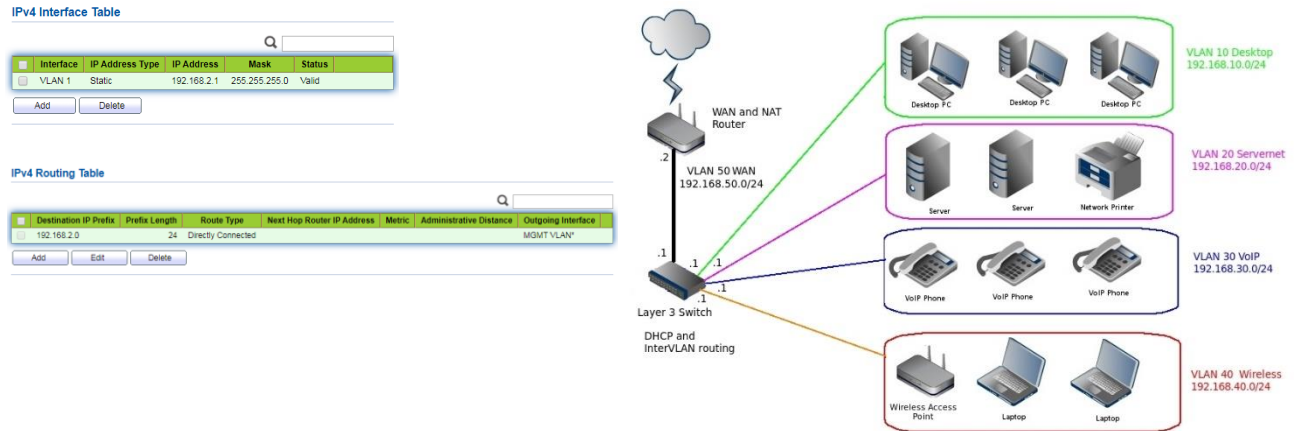 IPv4 Interface Table
Interface IP Address Type IP Address Mask Status
VLAN 1 Static 192.168.2.1 255.255.255.0 Valid
Add Delete
IPv4 Routing Table
Destination IP Prefix Prefix Length Route Type Next Hop Router IP Address Metric Administrative Distance Outgoing Interface
192.168.2.0 24 Directly Connected MGMT VLAN*
Add Edit Delete
WAN and NAT
Router
.2
VLAN 50 WAN
192.168.50.0/24
.1
.1
.1
.1
.1
Layer 3 Switch
DHCP and
InterVLAN routing
Desktop PC Desktop PC Desktop PC
VLAN 10 Desktop
192.168.10.0/24
Server Server Network Printer
VLAN 20 Servernet
192.168.20.0/24
VoIP Phone VoIP Phone VoIP Phone
VLAN 30 VoIP
192.168.30.0/24
Wireless Access
Point
Laptop Laptop
VLAN 40 Wireless
192.168.40.0/24